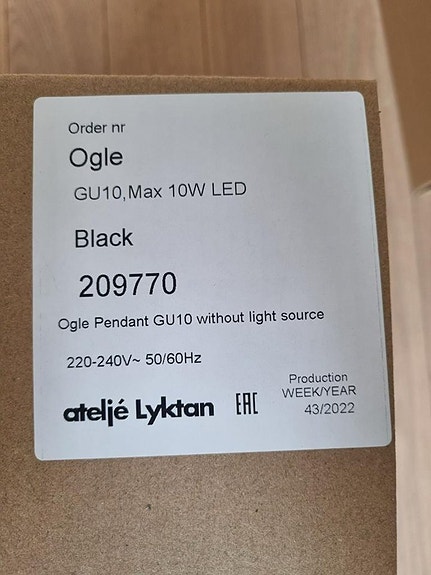 Order nr
Ogle
GU10,Max 10W LED
Black
209770
Ogle Pendant GU10 without light source
220-240V~ 50/60Hz
ateljé Lyktan EAC
Production
WEEK/YEAR
43/2022